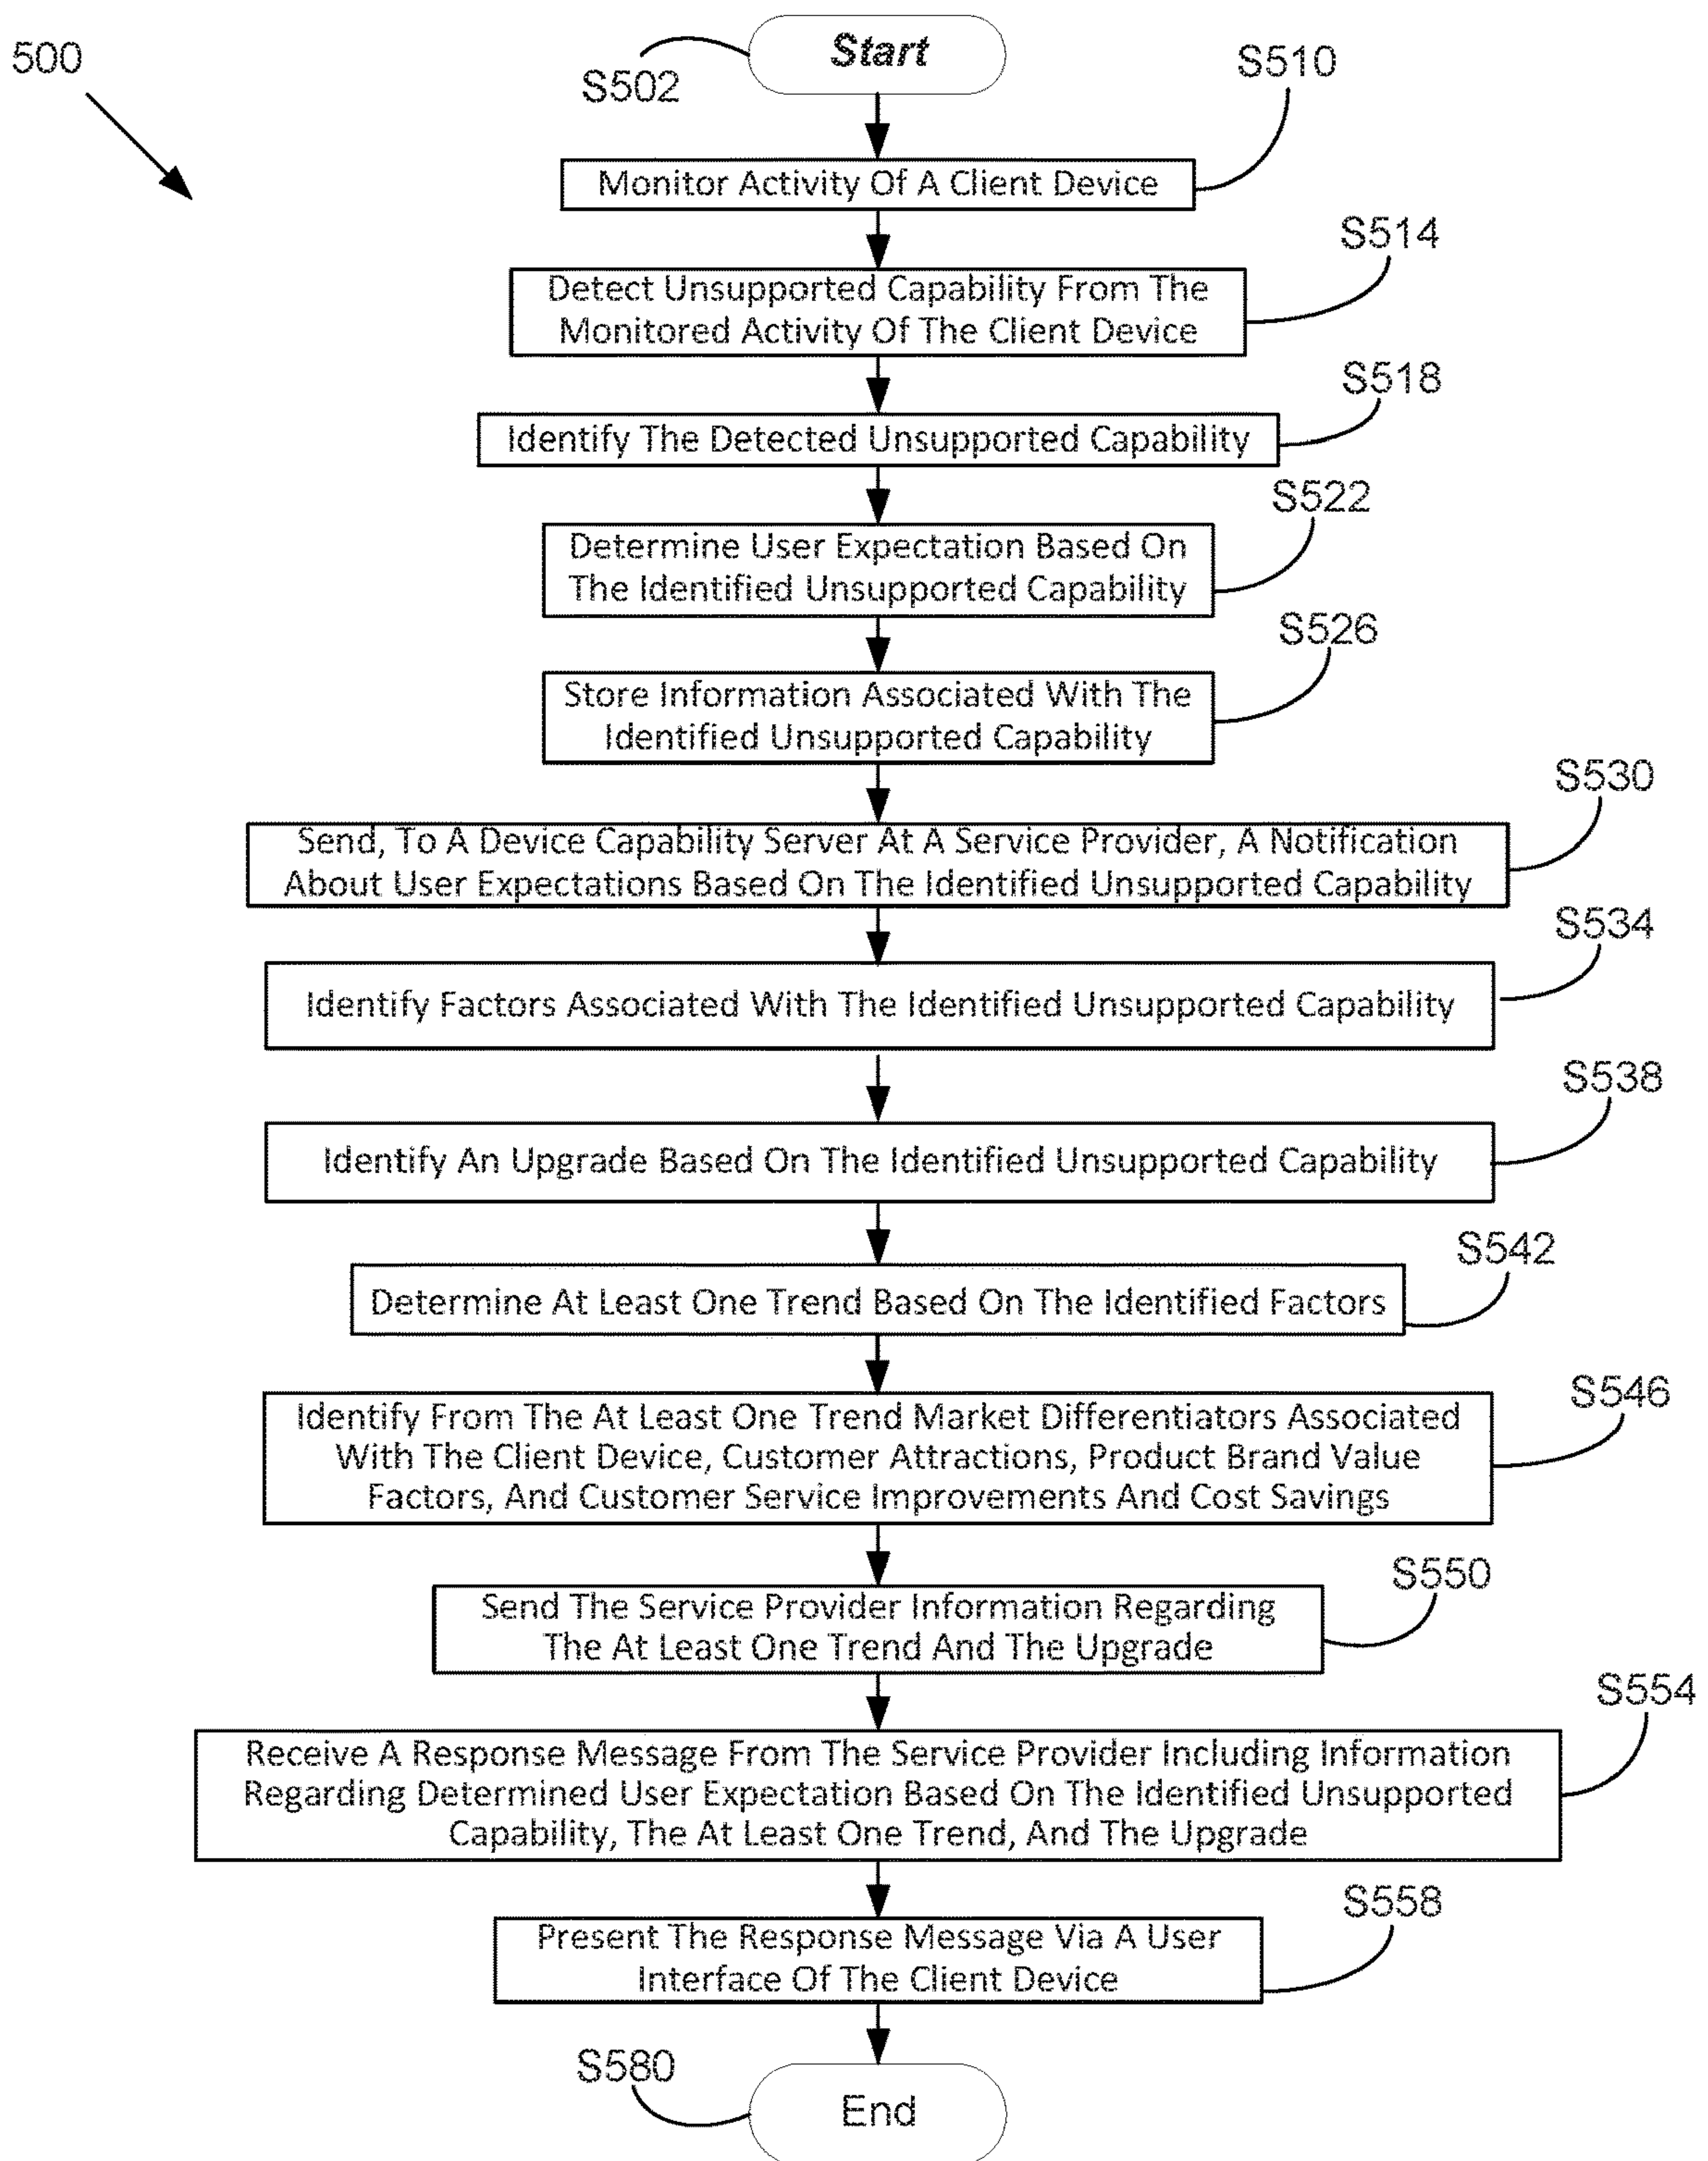 500
Start
S502
S510
Monitor Activity Of A Client Device
S514
Detect Unsupported Capability From The
Monitored Activity Of The Client Device
S518
Identify The Detected Unsupported Capability
S522
Determine User Expectation Based On
The Identified Unsupported Capability
S526
Store Information Associated With The
Identified Unsupported Capability
S530
Send, To A Device Capability Server At A Service Provider, A Notification
About User Expectations Based On The Identified Unsupported Capability
S534
Identify Factors Associated With The Identified Unsupported Capability
S538
Identify An Upgrade Based On The Identified Unsupported Capability
S542
Determine At Least One Trend Based On The Identified Factors
S546
Identify From The At Least One Trend Market Differentiators Associated
With The Client Device, Customer Attractions, Product Brand Value
Factors, And Customer Service Improvements And Cost Savings
S550
Send The Service Provider Information Regarding
The At Least One Trend And The Upgrade
S554
Receive A Response Message From The Service Provider Including Information
Regarding Determined User Expectation Based On The Identified Unsupported
Capability, The At Least One Trend, And The Upgrade
S558
Present The Response Message Via A User
Interface Of The Client Device
S580
End